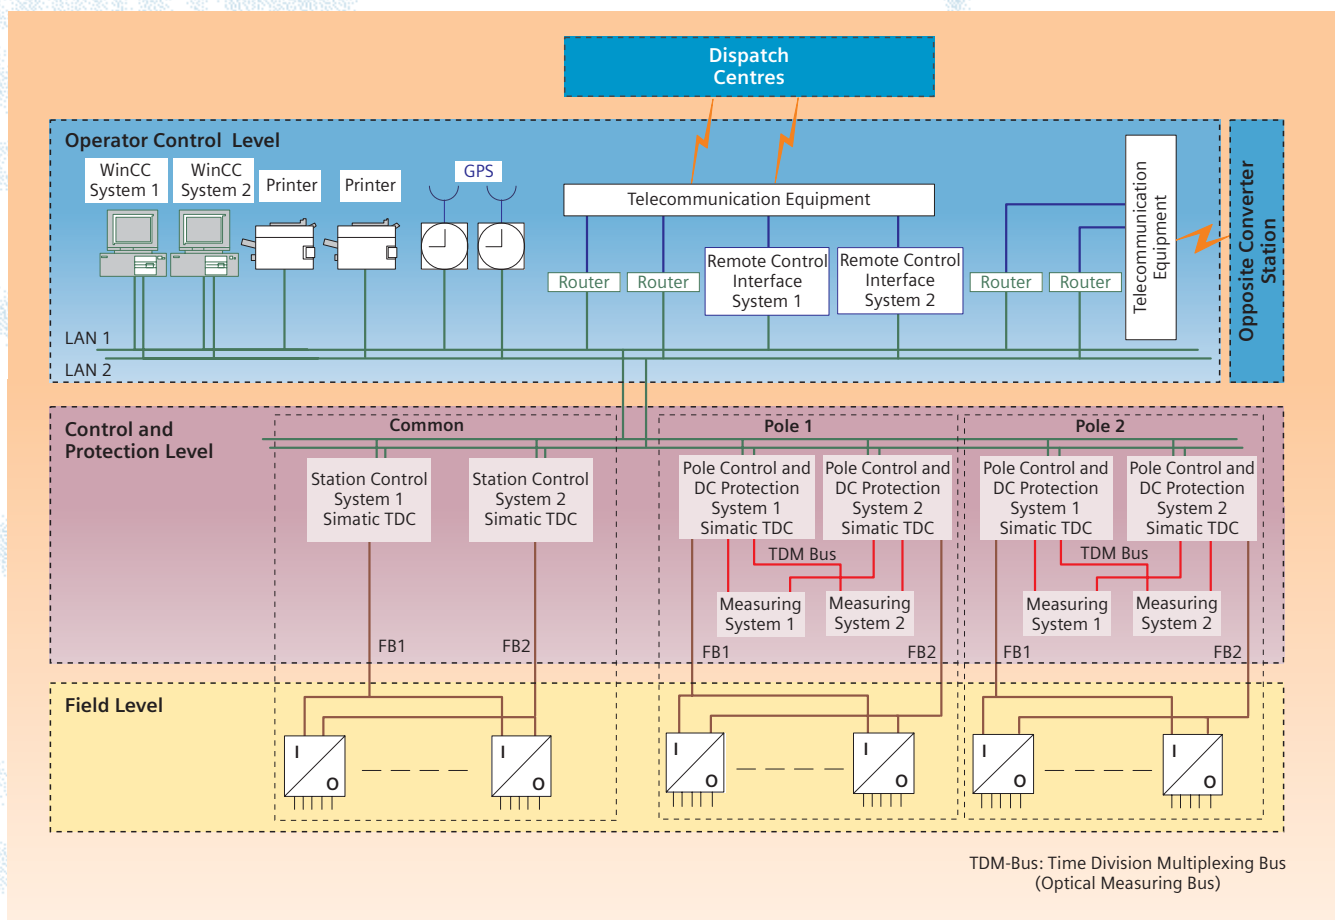 Dispatch
Centres
Operator Control Level
WinCC
System 1
WinCC
System 2
Printer
Printer
GPS
Telecommunication Equipment
Router
Router
Remote Control
Interface
System 1
Remote Control
Interface
System 2
Router
Router
Telecommunication
Equipment
Opposite Converter
Station
LAN 1
LAN 2
Control and
Protection Level
Common
Station Control
System 1
Simatic TDC
Station Control
System 2
Simatic TDC
FB1
FB2
Pole 1
Pole Control and
DC Protection
System 1
Simatic TDC
Pole Control and
DC Protection
System 2
Simatic TDC
TDM Bus
Measuring
System 1
Measuring
System 2
FB1
FB2
Pole 2
Pole Control and
DC Protection
System 1
Simatic TDC
Pole Control and
DC Protection
System 2
Simatic TDC
TDM Bus
Measuring
System 1
Measuring
System 2
FB1
FB2
Field Level
I
O
I
O
I
O
I
O
I
O
I
O
TDM-Bus: Time Division Multiplexing Bus
(Optical Measuring Bus)